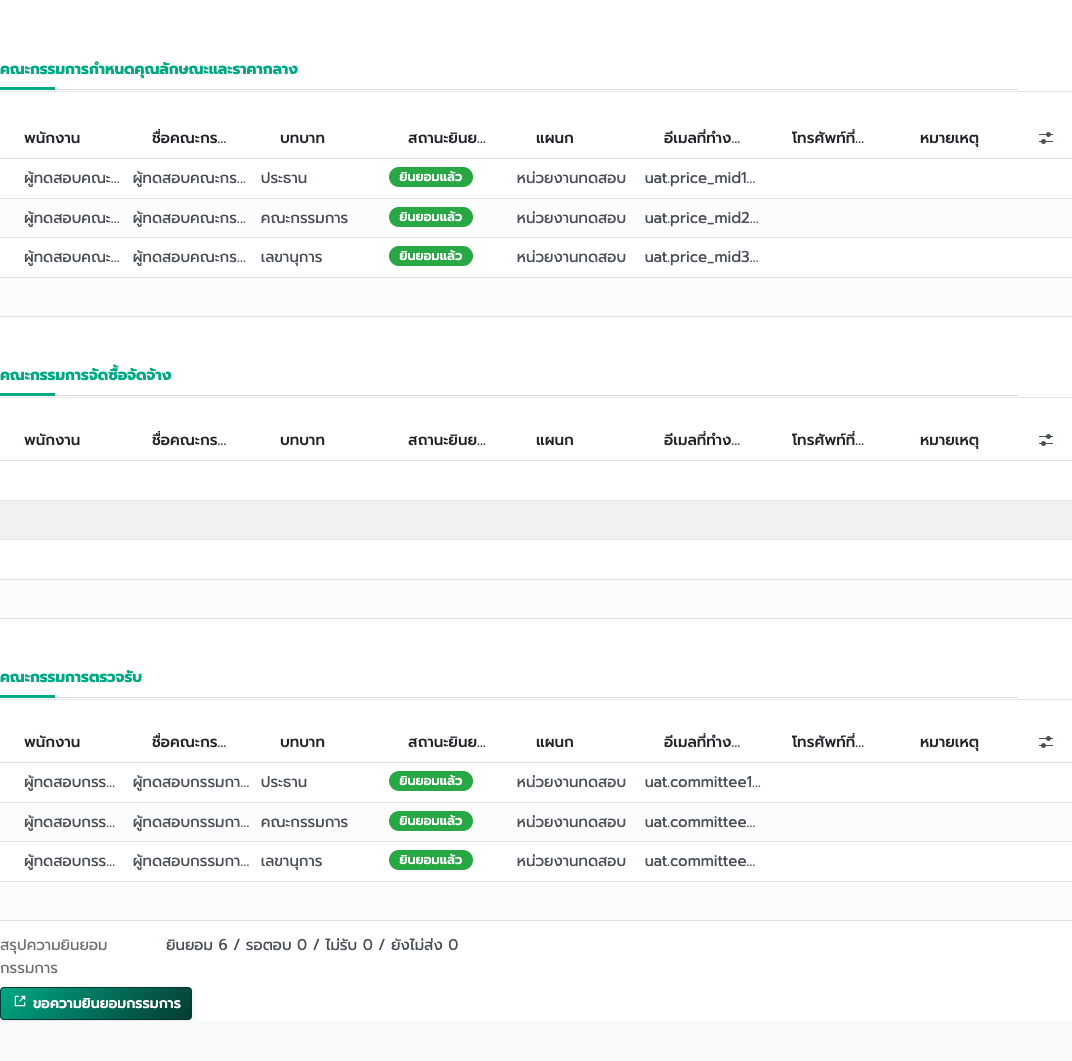 คณะกรรมการกำหนดคุณลักษณะและราคากลาง
พนักงาน ชื่อคณะกร... บทบาท สถานะยินย... แผนก อีเมลที่ทำง... โทรศัพท์ที่... หมายเหตุ
ผู้ทดสอบคณะ... ผู้ทดสอบคณะกร... ประธาน ยินยอมแล้ว หน่วยงานทดสอบ uat.price_mid1...
ผู้ทดสอบคณะ... ผู้ทดสอบคณะกร... คณะกรรมการ ยินยอมแล้ว หน่วยงานทดสอบ uat.price_mid2...
ผู้ทดสอบคณะ... ผู้ทดสอบคณะกร... เลขานุการ ยินยอมแล้ว หน่วยงานทดสอบ uat.price_mid3...
คณะกรรมการจัดซื้อจัดจ้าง
พนักงาน ชื่อคณะกร... บทบาท สถานะยินย... แผนก อีเมลที่ทำง... โทรศัพท์ที่... หมายเหตุ
คณะกรรมการตรวจรับ
พนักงาน ชื่อคณะกร... บทบาท สถานะยินย... แผนก อีเมลที่ทำง... โทรศัพท์ที่... หมายเหตุ
ผู้ทดสอบกรร... ผู้ทดสอบกรรมกา... ประธาน ยินยอมแล้ว หน่วยงานทดสอบ uat.committee1...
ผู้ทดสอบกรร... ผู้ทดสอบกรรมกา... คณะกรรมการ ยินยอมแล้ว หน่วยงานทดสอบ uat.committee...
ผู้ทดสอบกรร... ผู้ทดสอบกรรมกา... เลขานุการ ยินยอมแล้ว หน่วยงานทดสอบ uat.committee...
สรุปความยินยอม ยินยอม 6 / รอตอบ 0 / ไม่รับ 0 / ยังไม่ส่ง 0
กรรมการ
ขอความยินยอมกรรมการ